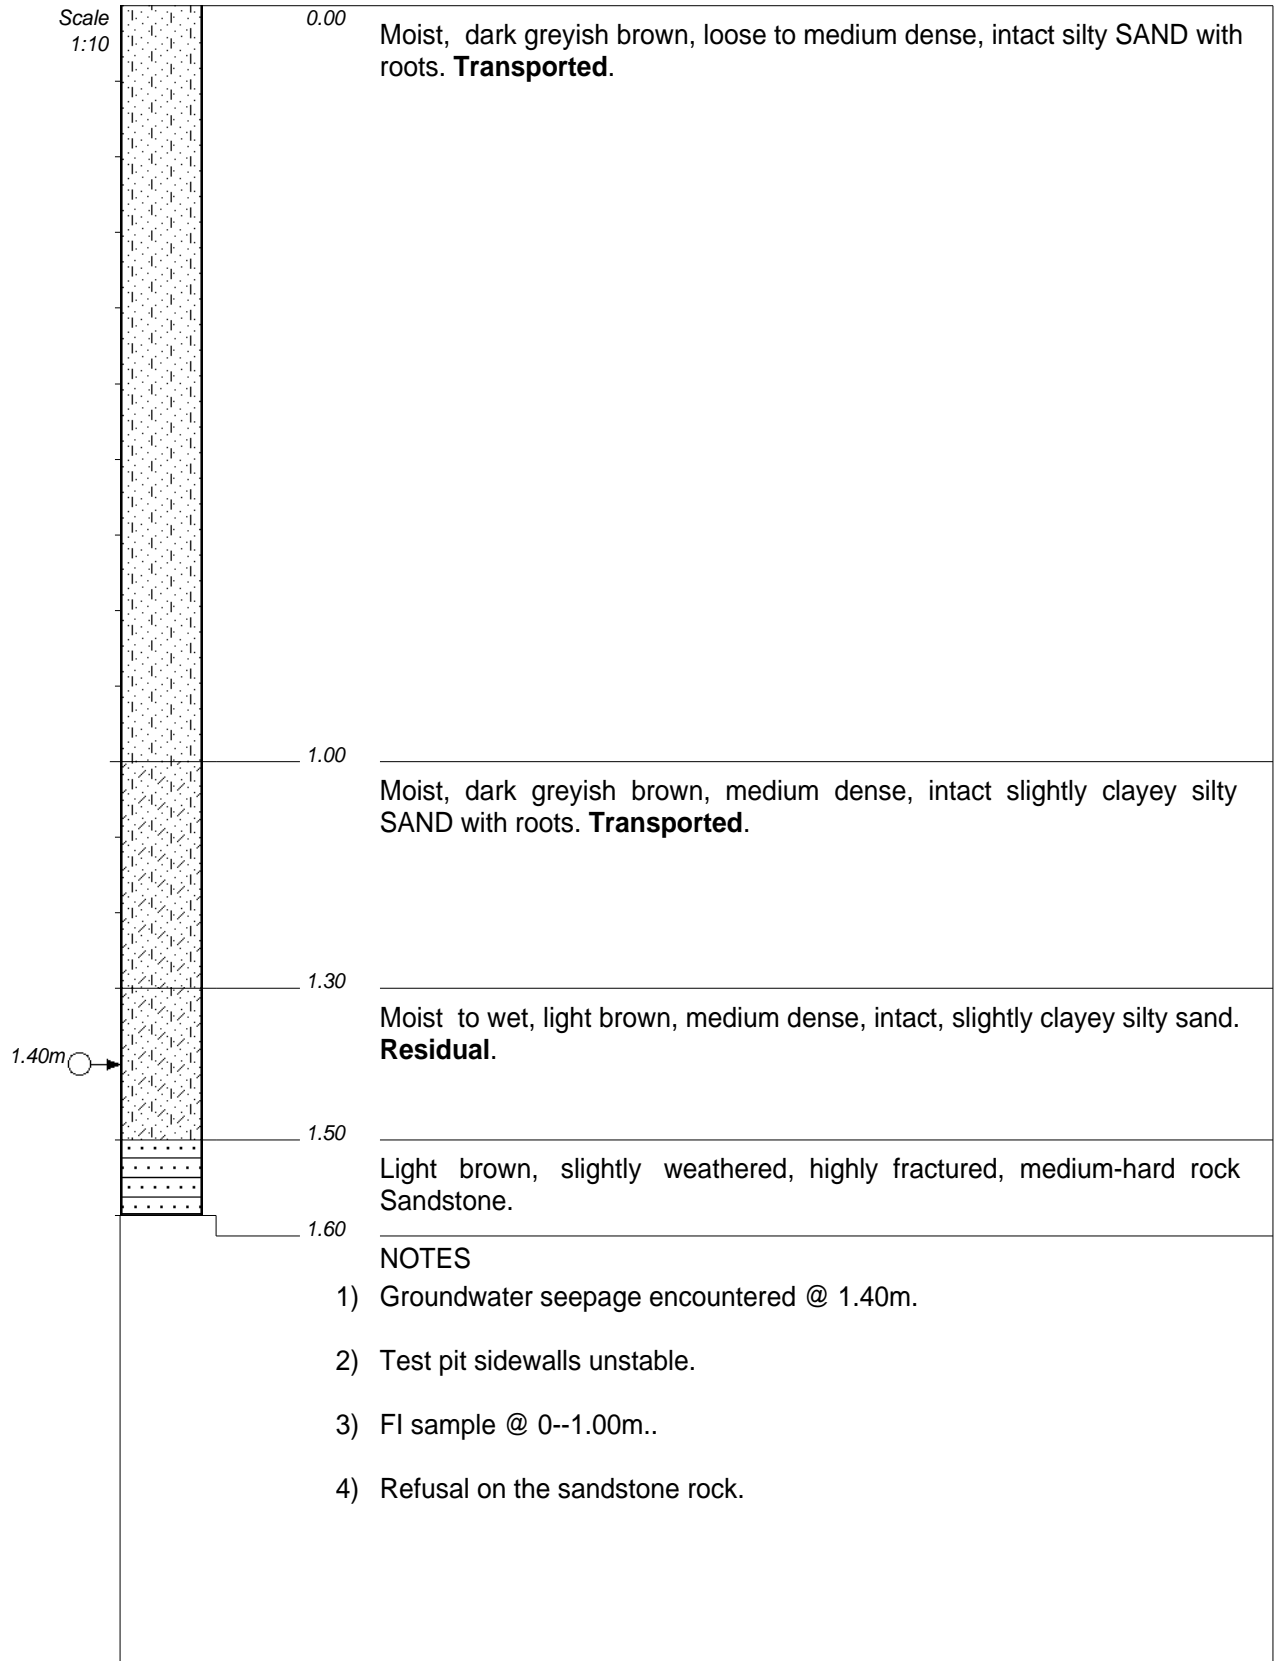 Scale
1:10
0.00
Moist, dark greyish brown, loose to medium dense, intact silty SAND with
roots. Transported.
1.00
Moist, dark greyish brown, medium dense, intact slightly clayey silty
SAND with roots. Transported.
1.30
Moist to wet, light brown, medium dense, intact, slightly clayey silty sand.
Residual.
1.40m
1.50
Light brown, slightly weathered, highly fractured, medium-hard rock
Sandstone.
1.60
NOTES
1) Groundwater seepage encountered @ 1.40m.
2) Test pit sidewalls unstable.
3) FI sample @ 0--1.00m..
4) Refusal on the sandstone rock.